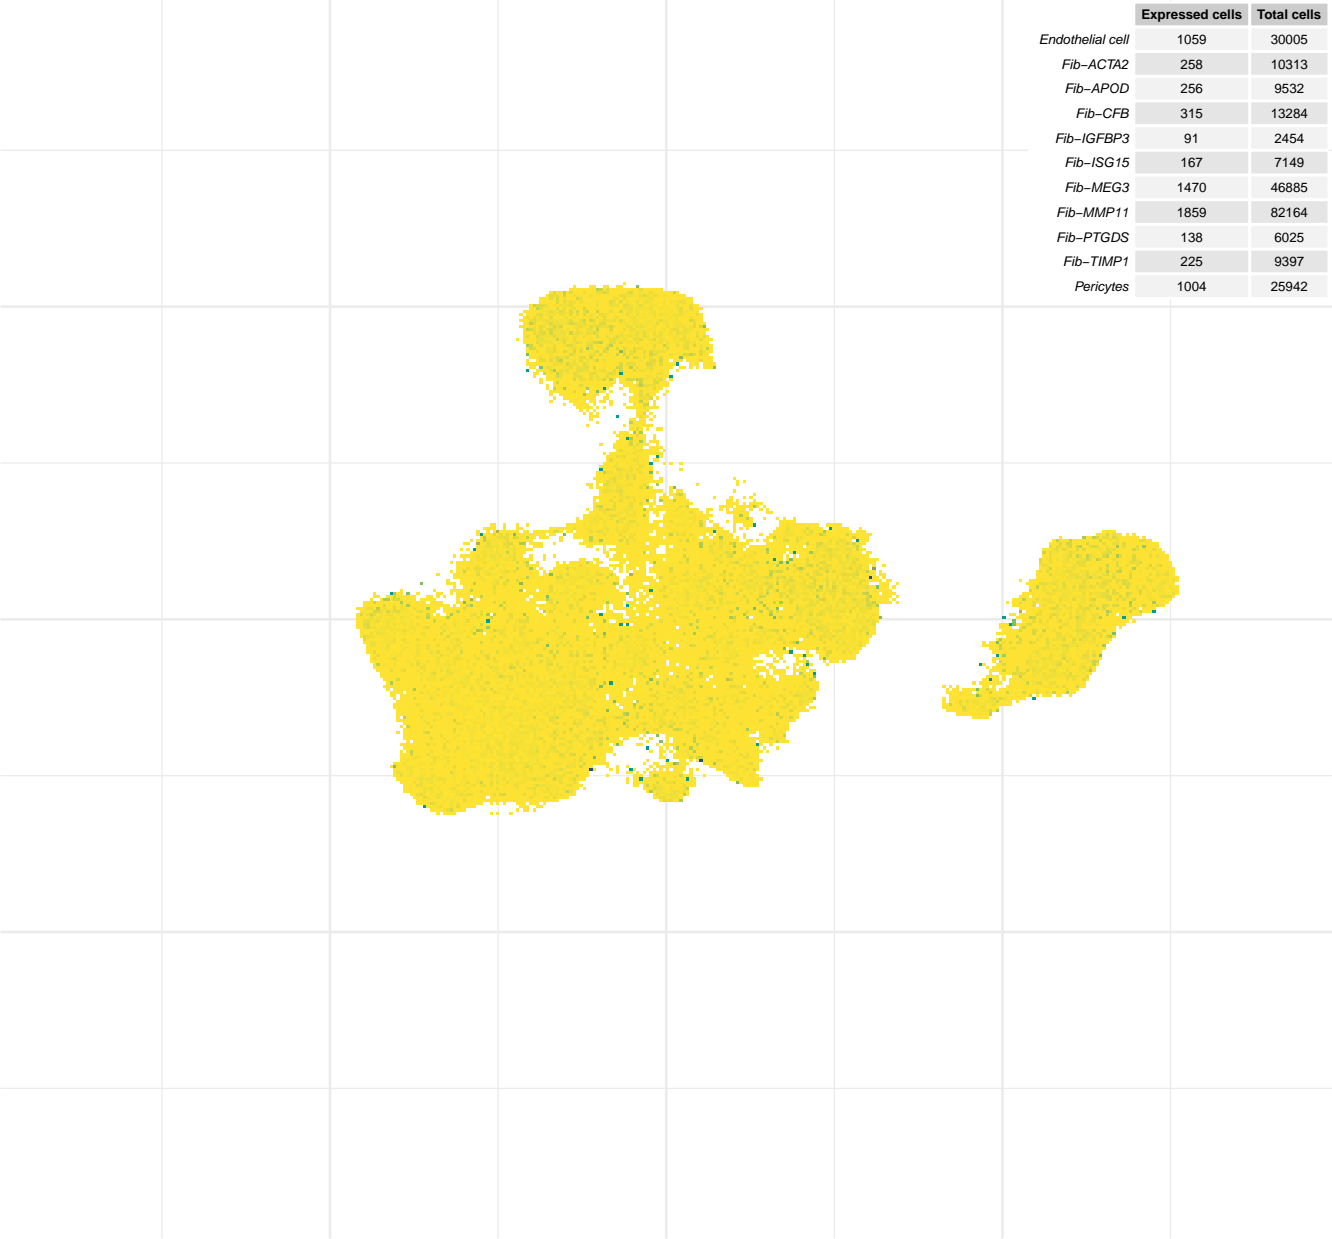 Expressed cells Total cells
Endothelial cell 1059 30005
Fib−ACTA2 258 10313
Fib−APOD 256 9532
Fib−CFB 315 13284
Fib−IGFBP3 91 2454
Fib−ISG15 167 7149
Fib−MEG3 1470 46885
Fib−MMP11 1859 82164
Fib−PTGDS 138 6025
Fib−TIMP1 225 9397
Pericytes 1004 25942